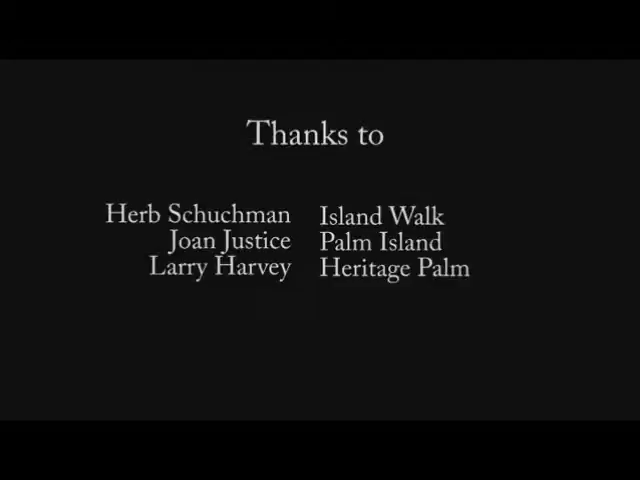 Thanks to
Herb Schuchman Island Walk
Joan Justice Palm Island
Larry Harvey Heritage Palm